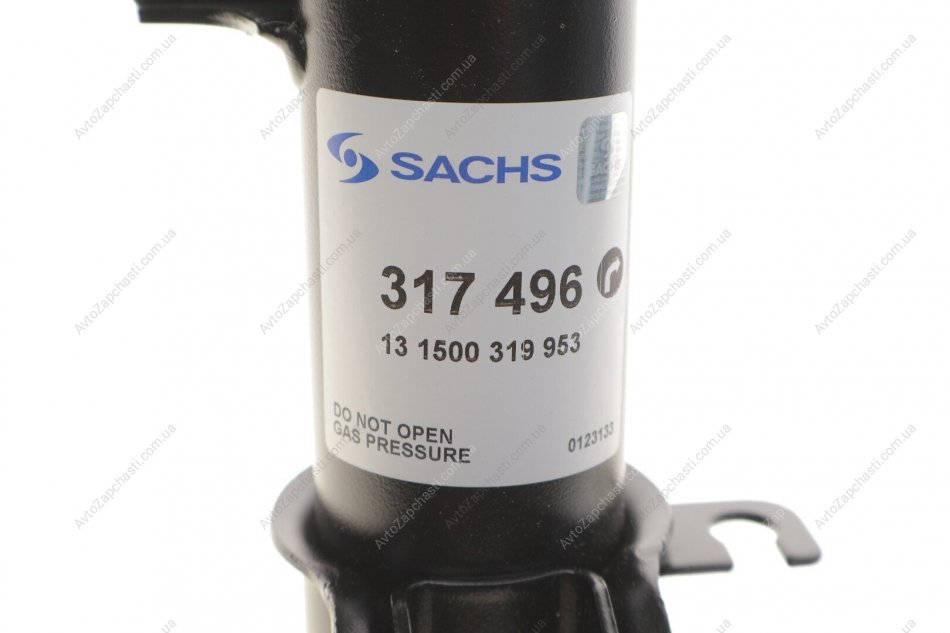 SACHS
317 496
13 1500 319 953
DO NOT OPEN
GAS PRESSURE
0123133
AvtoZapchasti.com.ua